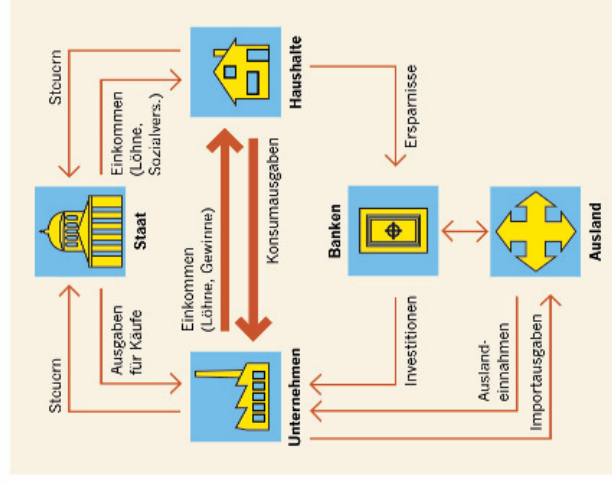 Steuern
Steuern
Einkommen
(Löhne,
Sozialvers.)
Staat
Ausgaben
für Käufe
Haushalte
Einkommen
(Löhne, Gewinne)
Konsumausgaben
Unternehmen
Ersparnisse
Banken
Investitionen
Ausland
Ausland-
einnahmen
Importausgaben